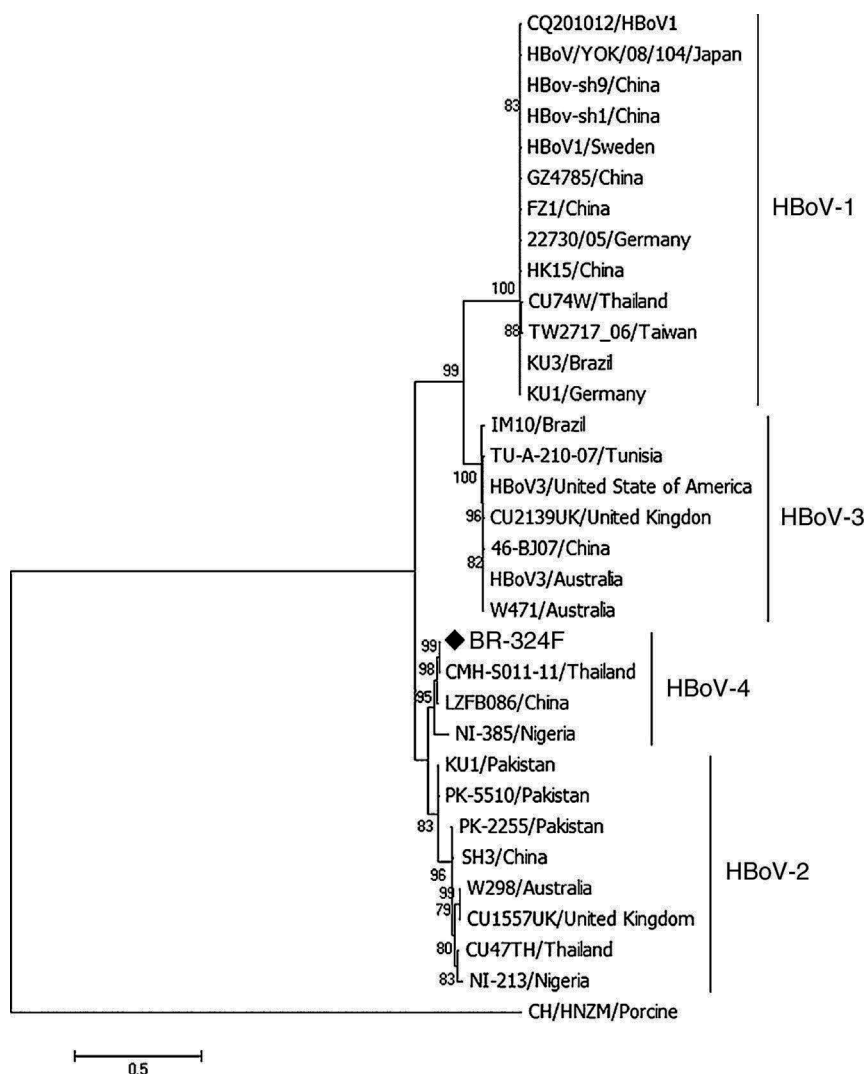 CQ201012/HBoV1
HBoV/YOK/08/104/Japan
HBov-sh9/China
83
HBov-sh1/China
HBoV1/Sweden
GZ4785/China
HBoV-1
FZ1/China
22730/05/Germany
HK15/China
100
CU74W/Thailand
88
TW2717_06/Taiwan
KU3/Brazil
99
KU1/Germany
IM10/Brazil
TU-A-210-07/Tunisia
100
HBoV3/United State of America
96
CU2139UK/United Kingdon
HBoV-3
46-BJ07/China
82
HBoV3/Australia
W471/Australia
99
BR-324F
98
CMH-S011-11/Thailand
HBoV-4
95
LZFB086/China
NI-385/Nigeria
KU1/Pakistan
PK-5510/Pakistan
83
PK-2255/Pakistan
SH3/China
HBoV-2
96
99
W298/Australia
79
CU1557UK/United Kingdom
80
CU47TH/Thailand
83
NI-213/Nigeria
CH/HNZM/Porcine
0.5